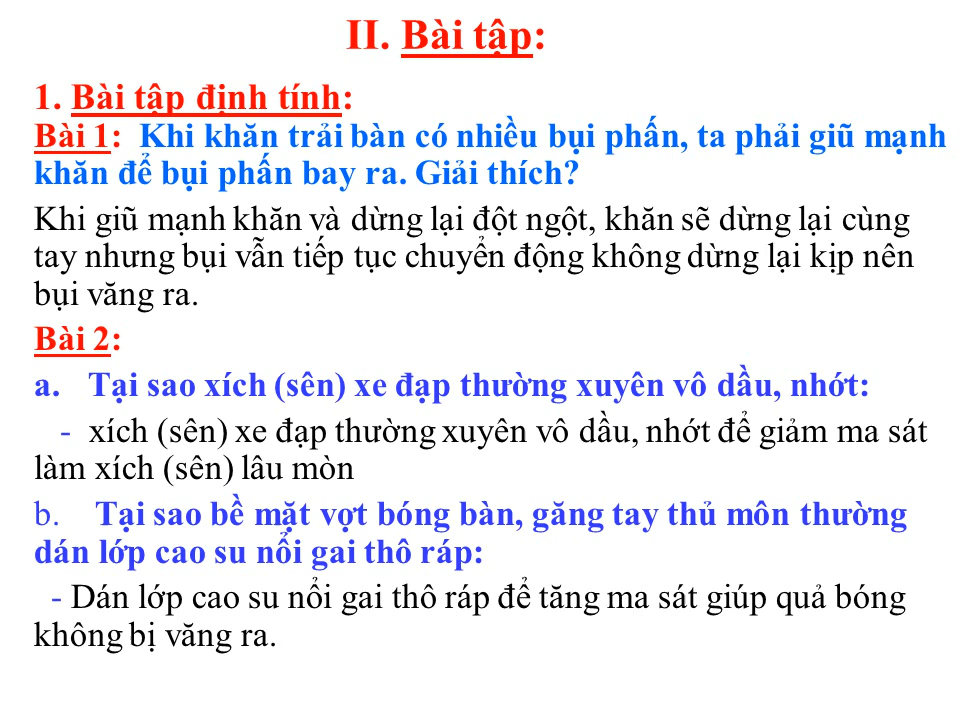 II. Bài tập:
1. Bài tập định tính:
Bài 1: Khi khăn trải bàn có nhiều bụi phấn, ta phải giũ mạnh
khăn để bụi phấn bay ra. Giải thích?
Khi giũ mạnh khăn và dừng lại đột ngột, khăn sẽ dừng lại cùng
tay nhưng bụi vẫn tiếp tục chuyển động không dừng lại kịp nên
bụi văng ra.
Bài 2:
a. Tại sao xích (sên) xe đạp thường xuyên vô dầu, nhớt:
- xích (sên) xe đạp thường xuyên vô dầu, nhớt để giảm ma sát
làm xích (sên) lâu mòn
b. Tại sao bề mặt vợt bóng bàn, găng tay thủ môn thường
dán lớp cao su nổi gai thô ráp:
- Dán lớp cao su nổi gai thô ráp để tăng ma sát giúp quả bóng
không bị văng ra.